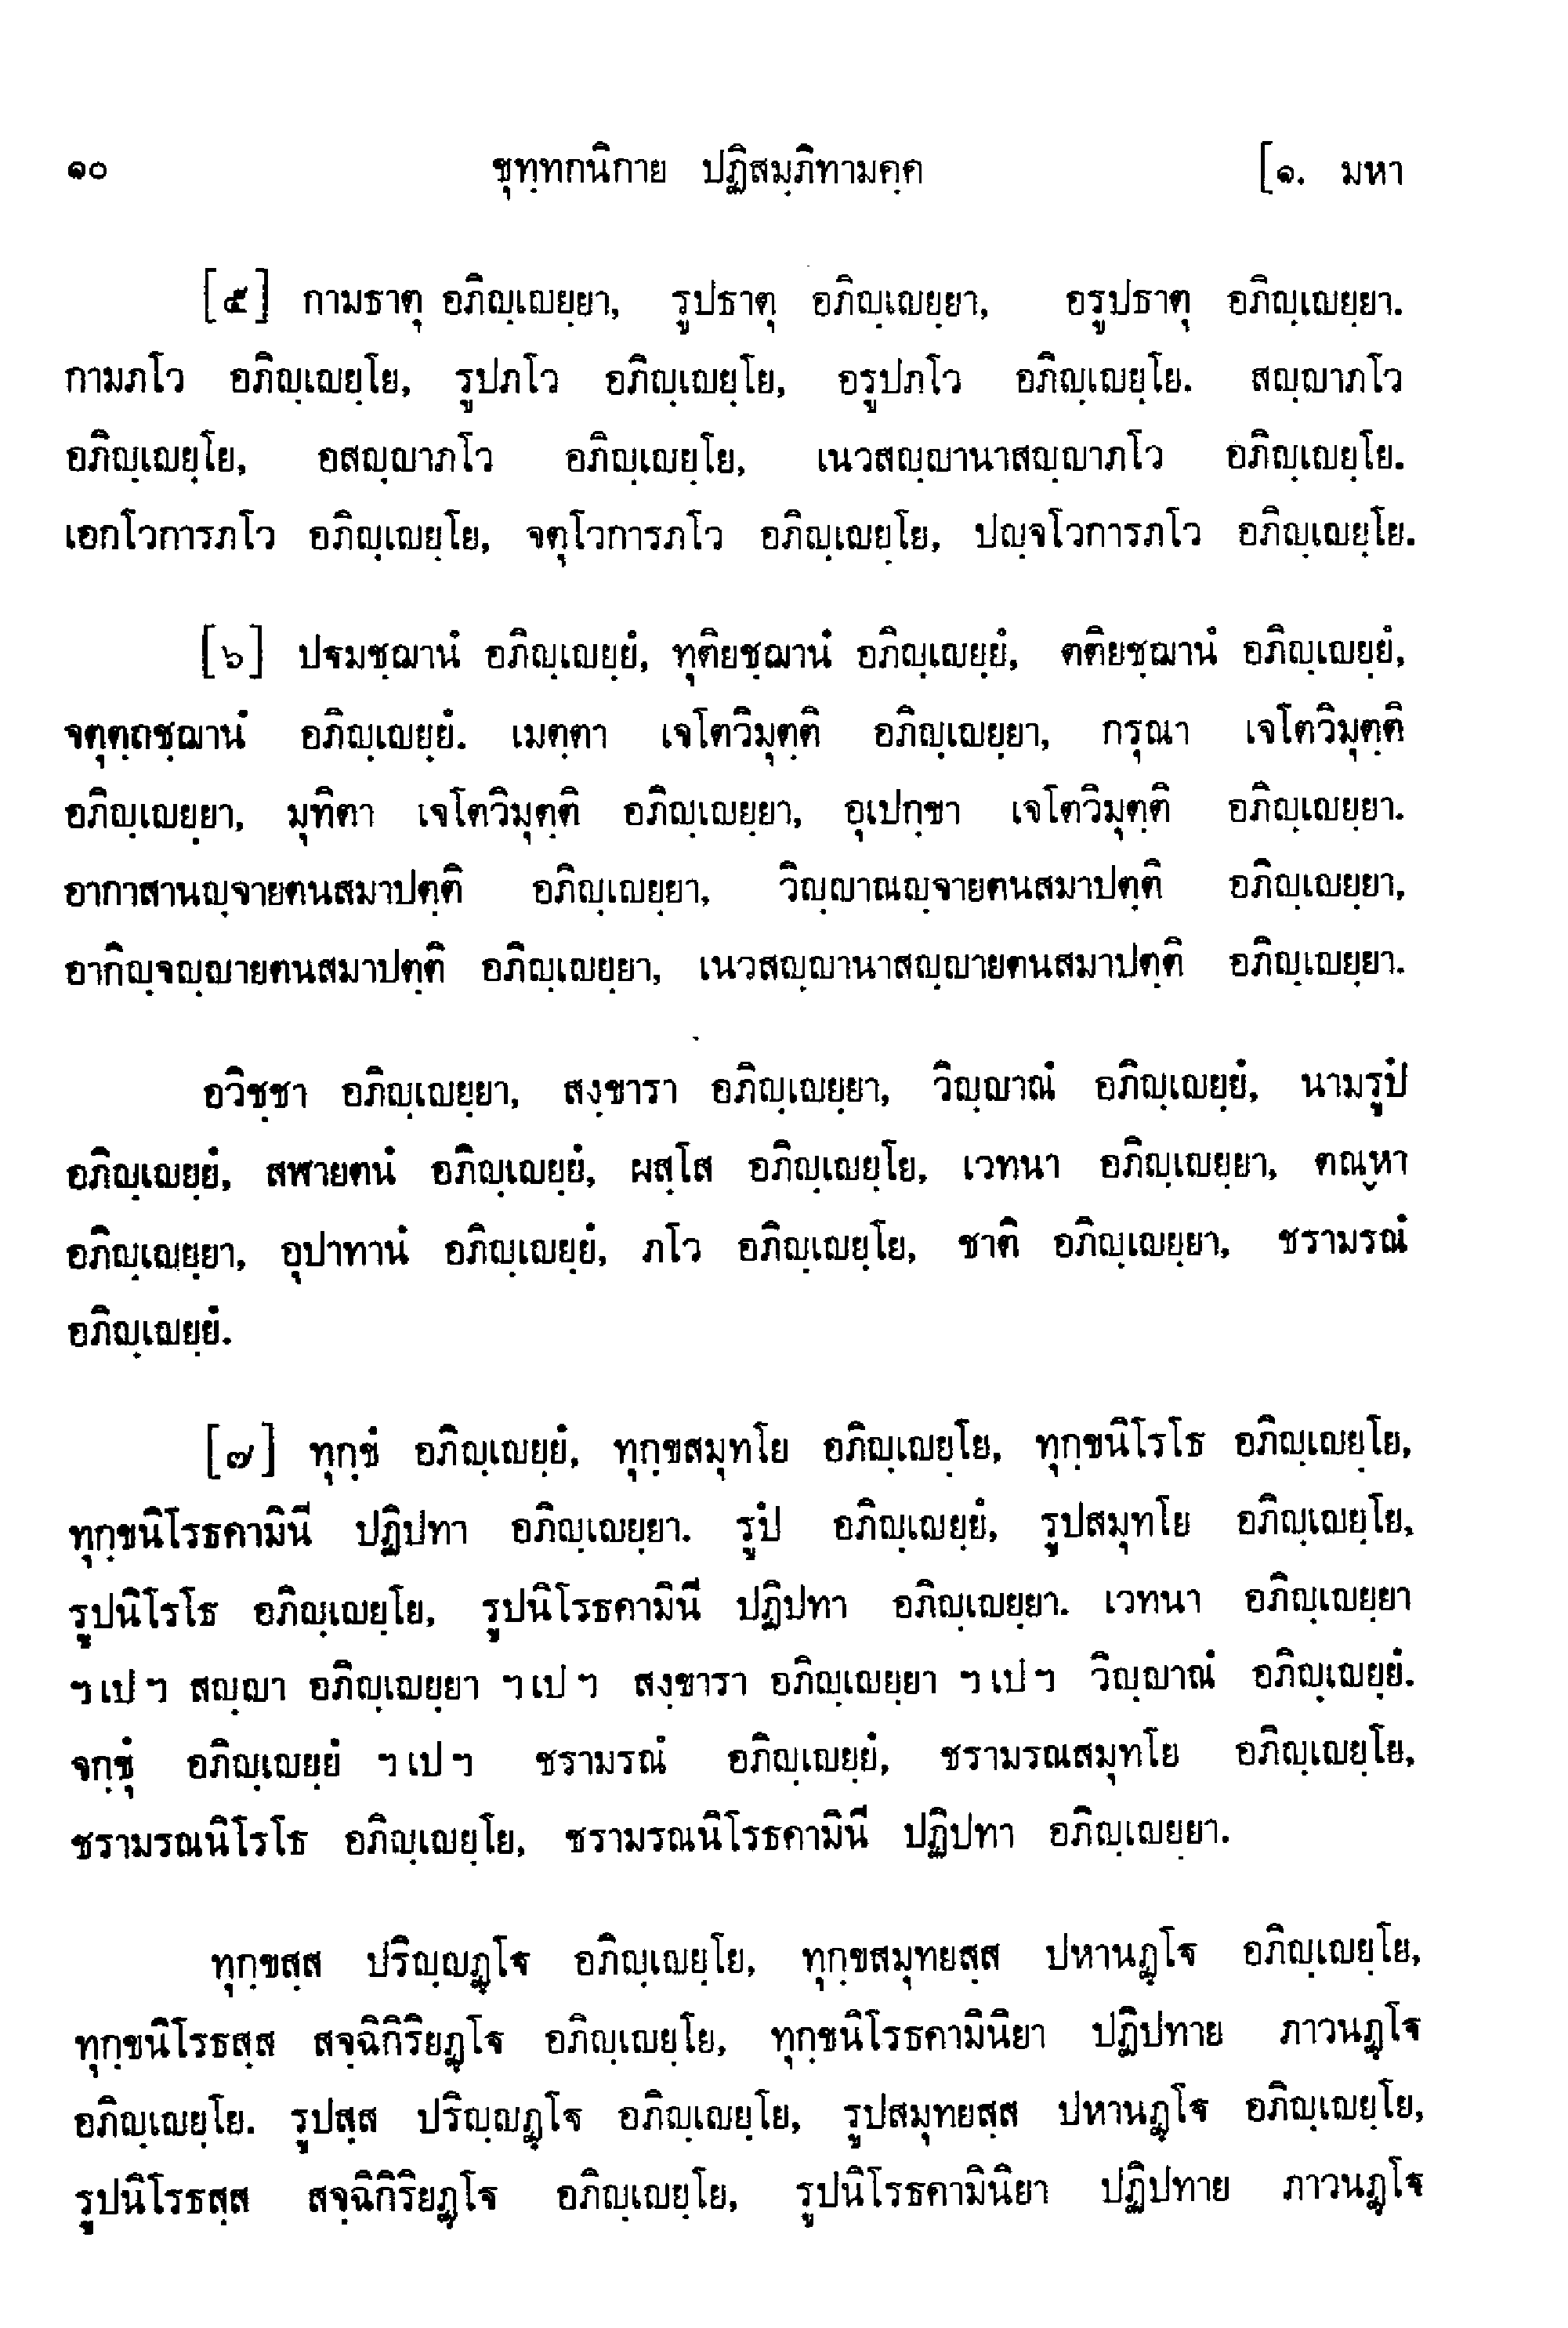 ๑๐ ขุทฺทกนิกาย ปฏิสมฺภิทามคฺค [๑. มหา
[๕] กามธาตุ อภิญฺเญยฺยา, รูปธาตุ อภิญฺเญยฺยา, อรูปธาตุ อภิญฺเญยฺยา.
กามภโว อภิญฺเญยฺโย, รูปภโว อภิญฺเญยฺโย, อรูปภโว อภิญฺเญยฺโย. สญฺญาภโว
อภิญฺเญยฺโย, อสญฺญาภโว อภิญฺเญยฺโย, เนวสญฺญานาสญฺญาภโว อภิญฺเญยฺโย.
เอกโวการภโว อภิญฺเญยฺโย, จตุโวการภโว อภิญฺเญยฺโย, ปญฺจโวการภโว อภิญฺเญยฺโย.
[๖] ปฐมชฺฌานํ อภิญฺเญยฺยํ, ทุติยชฺฌานํ อภิญฺเญยฺยํ, ตติยชฺฌานํ อภิญฺเญยฺยํ,
จตุตฺถชฺฌานํ อภิญฺเญยฺยํ. เมตฺตา เจโตวิมุตฺติ อภิญฺเญยฺยา, กรุณา เจโตวิมุตฺติ
อภิญฺเญยฺยา, มุทิตา เจโตวิมุตฺติ อภิญฺเญยฺยา, อุเปกฺขา เจโตวิมุตฺติ อภิญฺเญยฺยา.
อากาสานญฺจายตนสมาปตฺติ อภิญฺเญยฺยา, วิญฺญาณญฺจายตนสมาปตฺติ อภิญฺเญยฺยา,
อากิญฺจญฺญายตนสมาปตฺติ อภิญฺเญยฺยา, เนวสญฺญานาสญฺญายตนสมาปตฺติ อภิญฺเญยฺยา.
อวิชฺชา อภิญฺเญยฺยา, สงฺขารา อภิญฺเญยฺยา, วิญฺญาณํ อภิญฺเญยฺยํ, นามรูปํ
อภิญฺเญยฺยํ, สฬายตนํ อภิญฺเญยฺยํ, ผสฺโส อภิญฺเญยฺโย, เวทนา อภิญฺเญยฺยา, ตณฺหา
อภิญฺเญยฺยา, อุปาทานํ อภิญฺเญยฺยํ, ภโว อภิญฺเญยฺโย, ชาติ อภิญฺเญยฺยา, ชรามรณํ
อภิญฺเญยฺยํ.
[๗] ทุกฺขํ อภิญฺเญยฺยํ, ทุกฺขสมุทโย อภิญฺเญยฺโย, ทุกฺขนิโรโธ อภิญฺเญยฺโย,
ทุกฺขนิโรธคามินี ปฏิปทา อภิญฺเญยฺยา. รูปํ อภิญฺเญยฺยํ, รูปสมุทโย อภิญฺเญยฺโย,
รูปนิโรโธ อภิญฺเญยฺโย, รูปนิโรธคามินี ปฏิปทา อภิญฺเญยฺยา. เวทนา อภิญฺเญยฺยา
ฯ เป ฯ สญฺญา อภิญฺเญยฺยา ฯ เป ฯ สงฺขารา อภิญฺเญยฺยา ฯ เป ฯ วิญฺญาณํ อภิญฺเญยฺยํ.
จกฺขุํ อภิญฺเญยฺยํ ฯ เป ฯ ชรามรณํ อภิญฺเญยฺยํ, ชรามรณสมุทโย อภิญฺเญยฺโย,
ชรามรณนิโรโธ อภิญฺเญยฺโย, ชรามรณนิโรธคามินี ปฏิปทา อภิญฺเญยฺยา.
ทุกฺขสฺส ปริญฺญฏฺโฐ อภิญฺเญยฺโย, ทุกฺขสมุทยสฺส ปหานฏฺโฐ อภิญฺเญยฺโย,
ทุกฺขนิโรธสฺส สจฺฉิกิริยฏฺโฐ อภิญฺเญยฺโย, ทุกฺขนิโรธคามินิยา ปฏิปทาย ภาวนฏฺโฐ
อภิญฺเญยฺโย. รูปสฺส ปริญฺญฏฺโฐ อภิญฺเญยฺโย, รูปสมุทยสฺส ปหานฏฺโฐ อภิญฺเญยฺโย,
รูปนิโรธสฺส สจฺฉิกิริยฏฺโฐ อภิญฺเญยฺโย, รูปนิโรธคามินิยา ปฏิปทาย ภาวนฏฺโฐ